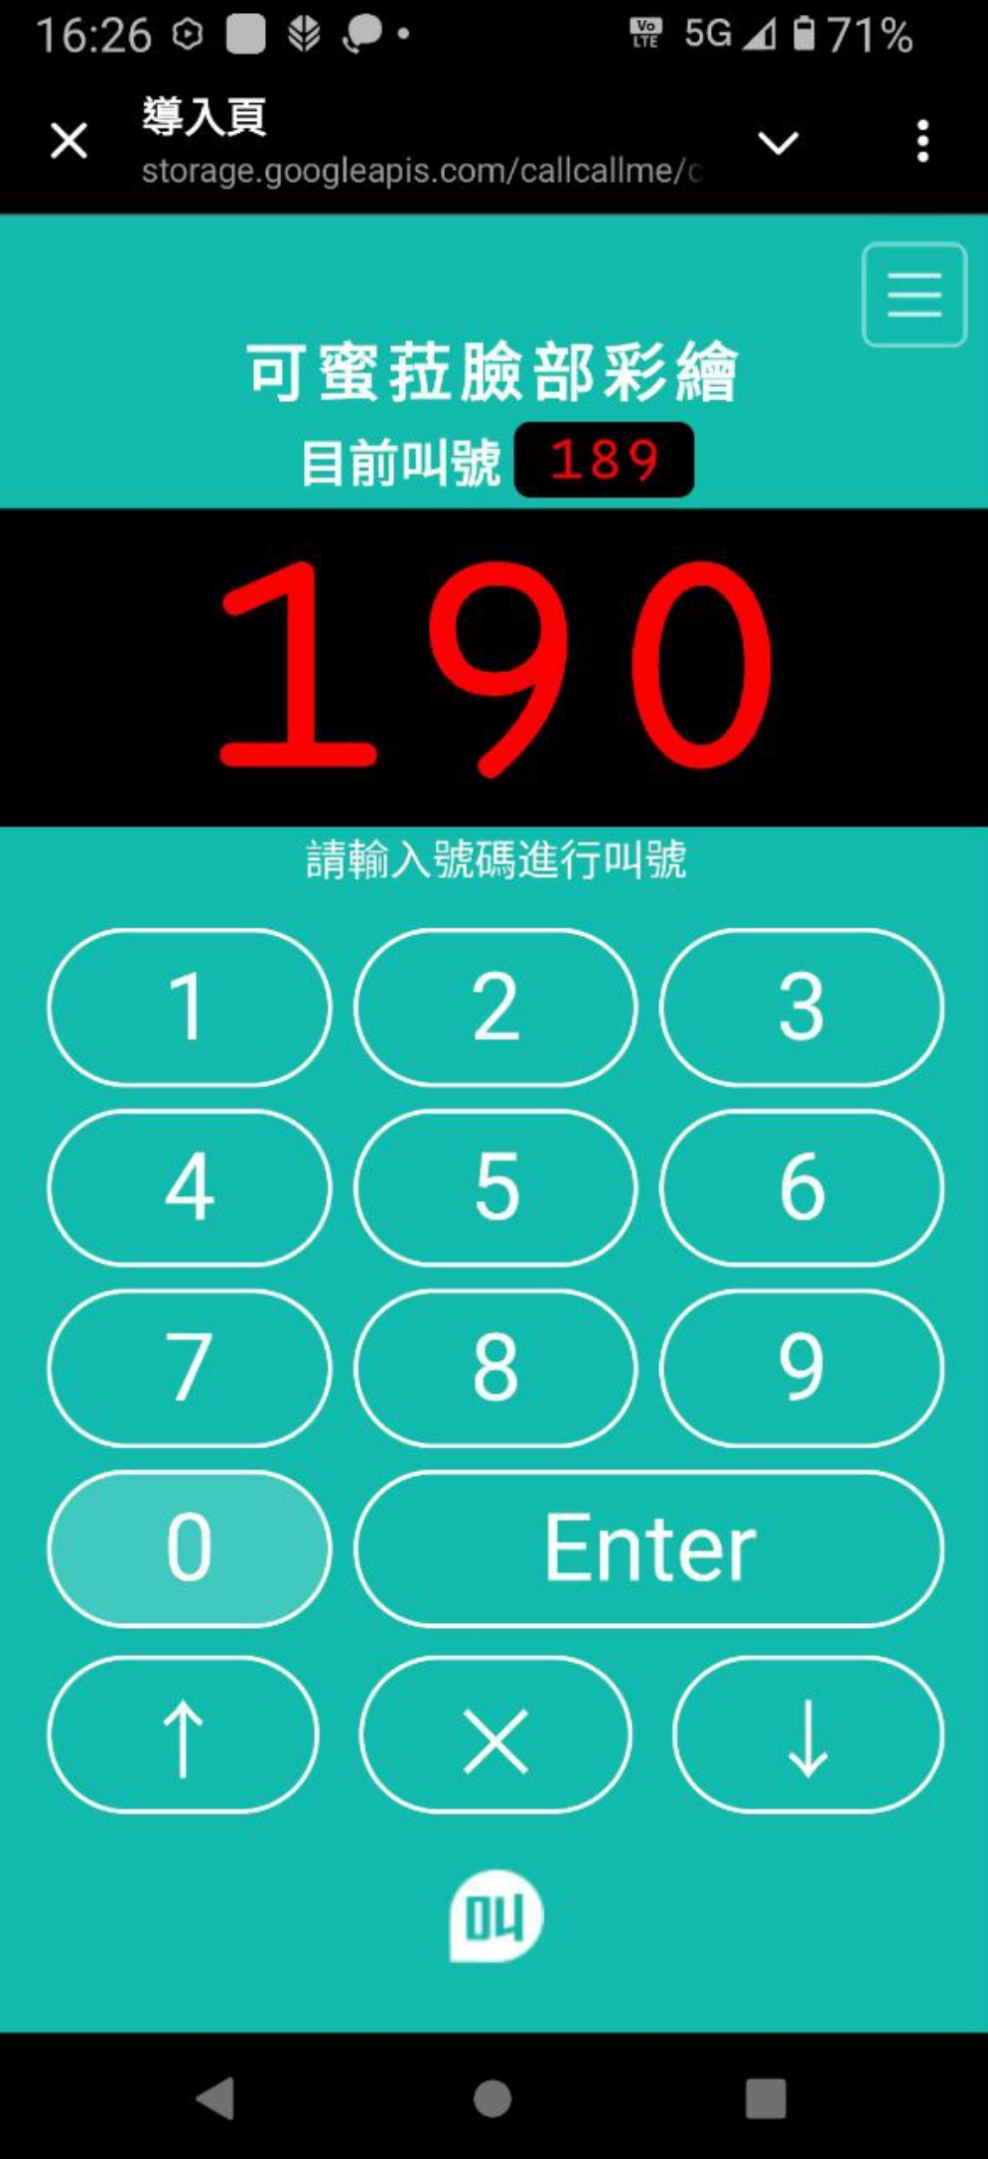 16:26 Vo LTE 5G 71%
導入頁
storage.googleapis.com/callcallme/c
可蜜菈臉部彩繪
目前叫號 189
190
請輸入號碼進行叫號
1 2 3
4 5 6
7 8 9
0 Enter
↑ × ↓
叫